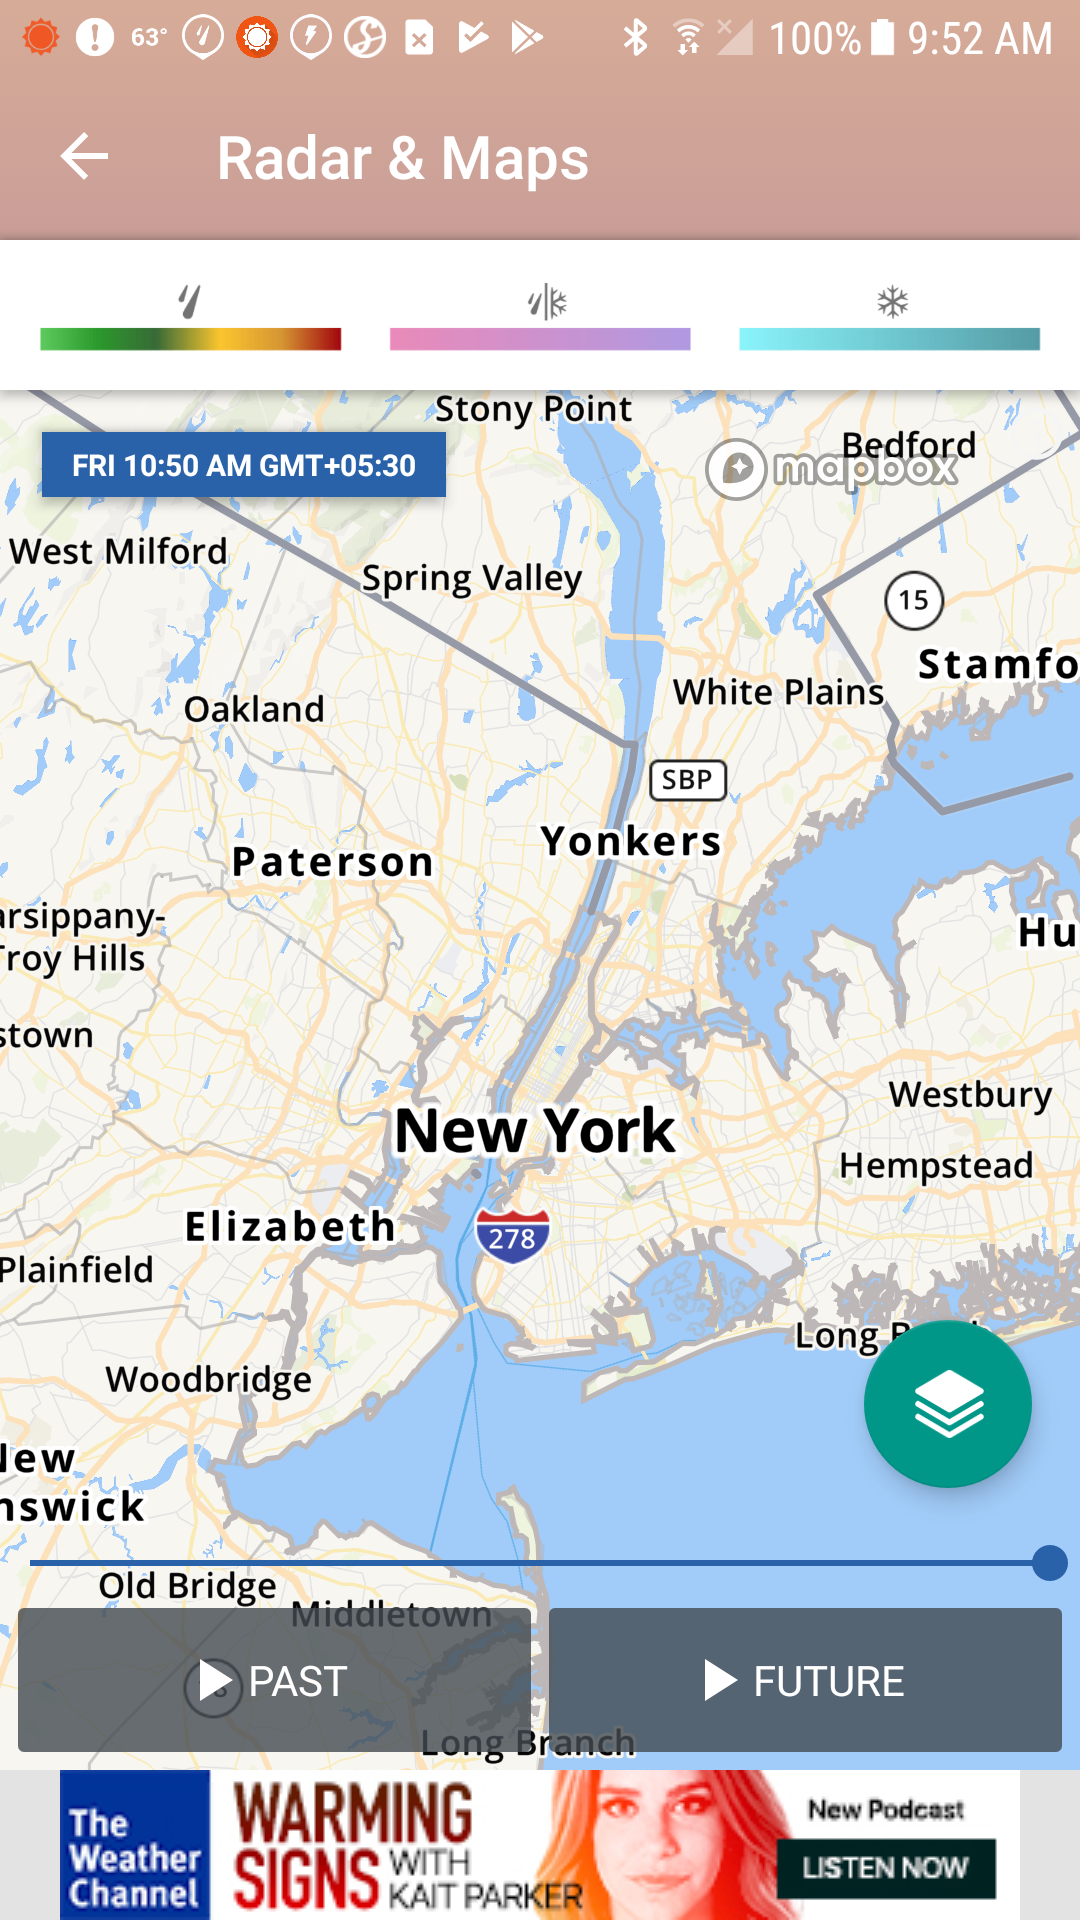 63° 100% 9:52 AM
Radar & Maps
Stony Point
Bedford
FRI 10:50 AM GMT+05:30
mapbox
West Milford
Spring Valley
15
Stamfo
White Plains
Oakland
SBP
Yonkers
Paterson
arsippany-
Troy Hills
Hu
stown
Westbury
New York
Hempstead
Elizabeth
278
Plainfield
Long B
Woodbridge
New
nswick
Old Bridge
Middletown
PAST
FUTURE
Long Branch
The
Weather
Channel
WARMING
SIGNS WITH
KAIT PARKER
New Podcast
LISTEN NOW